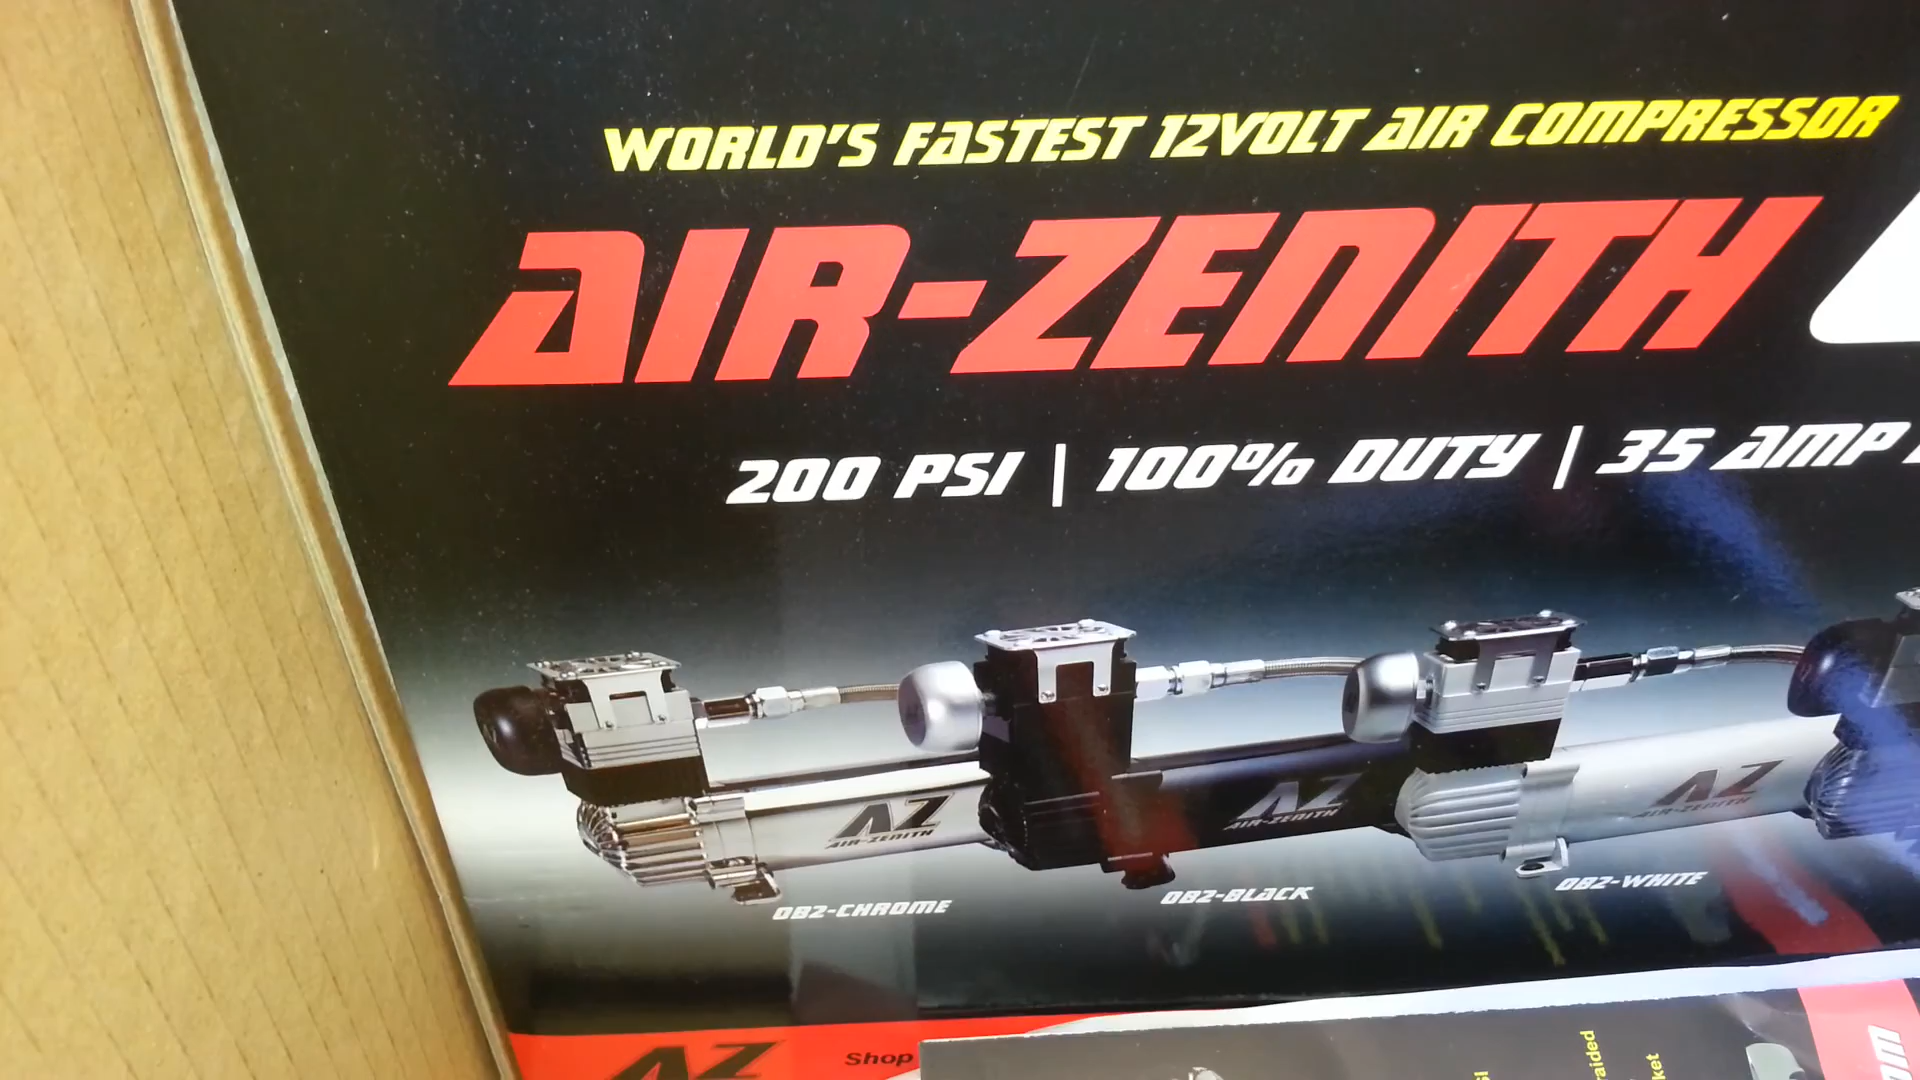 WORLD'S FASTEST 12VOLT AIR COMPRESSOR
AIR-ZENITH
200 PSI | 100% DUTY | 35 AMP
AZ
AIR-ZENITH
AZ
AIR-ZENITH
AZ
AIR-ZENITH
OB2-CHROME
OB2-BLACK
OB2-WHITE
AZ
Shop